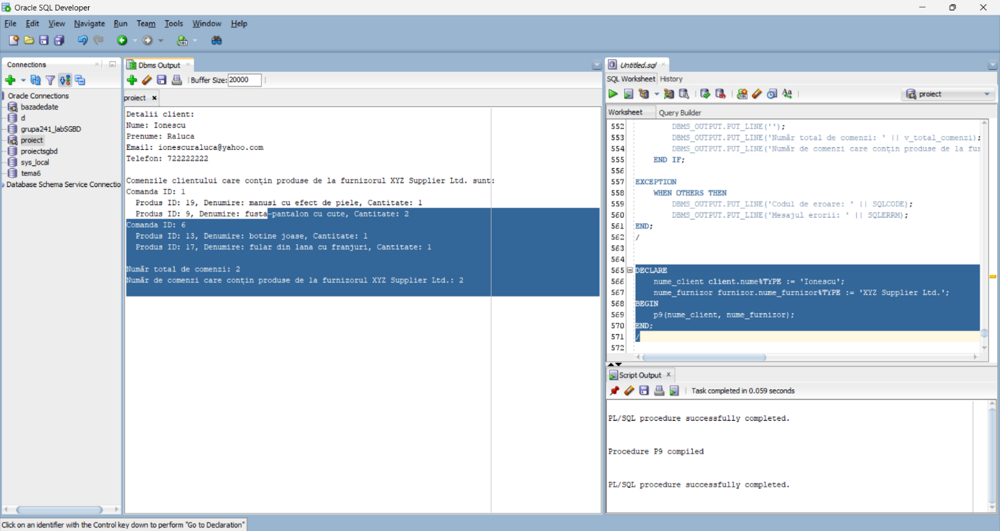 Oracle SQL Developer
File Edit View Navigate Run Team Tools Window Help
Connections
Oracle Connections
bazadedate
d
grupa241_labSGBD
proiect
proiectsgbd
sys_local
tema6
Database Schema Service Connectio
Dbms Output
Buffer Size: 20000
proiect
Detalii client:
Nume: Ionescu
Prenume: Raluca
Email: ionescuraluca@yahoo.com
Telefon: 722222222
Comenzile clientului care conțin produse de la furnizorul XYZ Supplier Ltd. sunt:
Comanda ID: 1
Produs ID: 19, Denumire: manusi cu efect de piele, Cantitate: 1
Produs ID: 9, Denumire: fusta-pantalon cu cute, Cantitate: 2
Comanda ID: 6
Produs ID: 13, Denumire: botine joase, Cantitate: 1
Produs ID: 17, Denumire: fular din lana cu franjuri, Cantitate: 1
Număr total de comenzi: 2
Număr de comenzi care conțin produse de la furnizorul XYZ Supplier Ltd.: 2
Untitled.sql
SQL Worksheet History
proiect
Worksheet Query Builder
552 DBMS_OUTPUT.PUT_LINE('');
553 DBMS_OUTPUT.PUT_LINE('Număr total de comenzi: ' || v_total_comenzi);
554 DBMS_OUTPUT.PUT_LINE('Număr de comenzi care conțin produse de la fu
555 END IF;
556
557 EXCEPTION
558 WHEN OTHERS THEN
559 DBMS_OUTPUT.PUT_LINE('Codul de eroare: ' || SQLCODE);
560 DBMS_OUTPUT.PUT_LINE('Mesajul erorii: ' || SQLERRM);
561 END;
562 /
563
564
565 DECLARE
566 nume_client client.nume%TYPE := 'Ionescu';
567 nume_furnizor furnizor.nume_furnizor%TYPE := 'XYZ Supplier Ltd.';
568 BEGIN
569 p9(nume_client, nume_furnizor);
570 END;
571 /
572
Script Output
Task completed in 0.059 seconds
PL/SQL procedure successfully completed.
Procedure P9 compiled
PL/SQL procedure successfully completed.
Click on an identifier with the Control key down to perform "Go to Declaration"